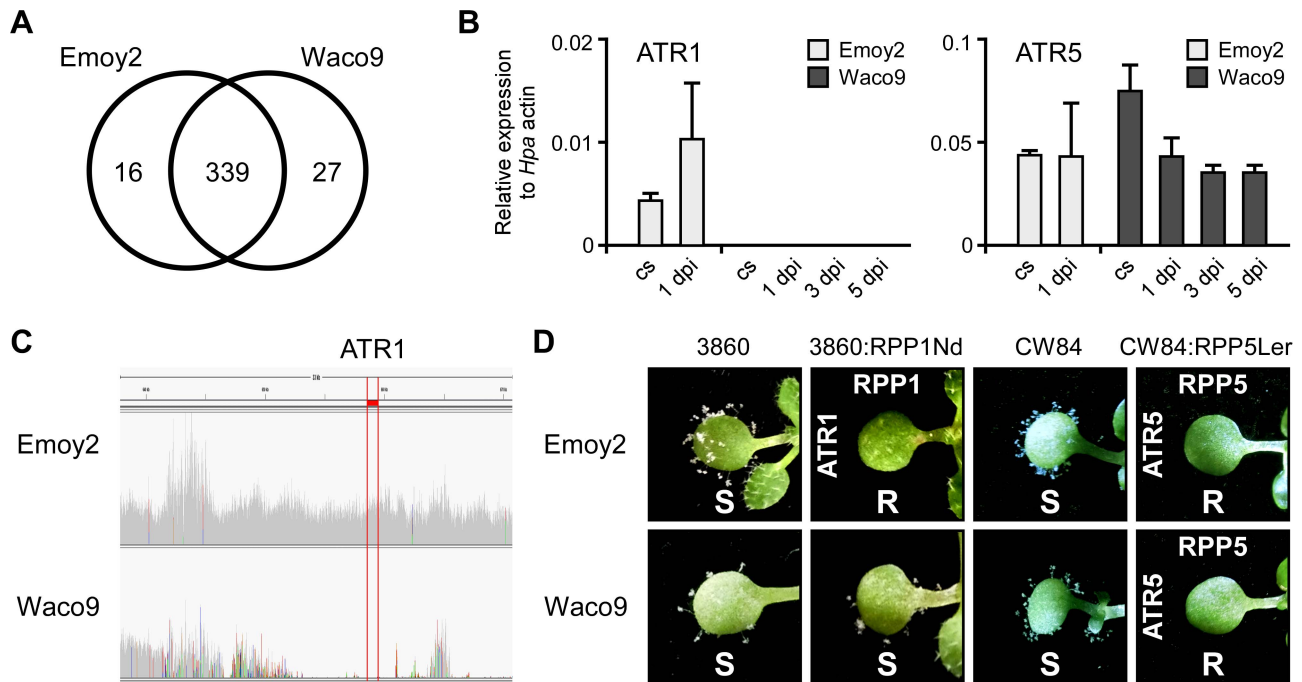 A
Emoy2
Waco9
16
339
27
B
Relative expression
to Hpa actin
0.02
0.01
0
ATR1
Emoy2
Waco9
cs
1 dpi
cs
1 dpi
3 dpi
5 dpi
0.1
0.05
0
ATR5
Emoy2
Waco9
cs
1 dpi
cs
1 dpi
3 dpi
5 dpi
C
ATR1
Emoy2
Waco9
D
3860
3860:RPP1Nd
CW84
CW84:RPP5Ler
Emoy2
S
RPP1
ATR1
R
S
RPP5
ATR5
R
Waco9
S
S
S
RPP5
ATR5
R